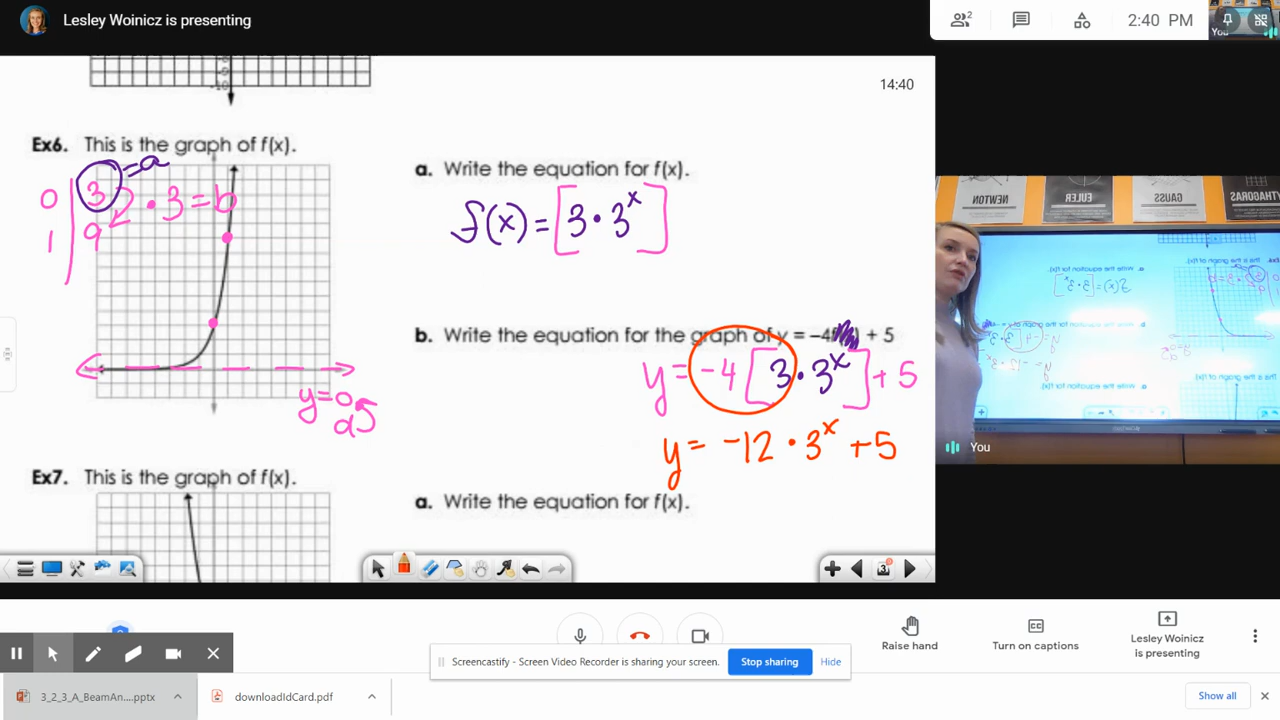 Lesley Woinicz is presenting
2
2:40 PM
You
14:40
-10
Ex6. This is the graph of f(x).
0 | 3 = a
· 3 = b
1 | 9
y=0
a. Write the equation for f(x).
f(x) = [3·3^x]
b. Write the equation for the graph of y = -4f + 5
y = -4[3·3^x] + 5
y = -12·3^x + 5
Ex7. This is the graph of f(x).
a. Write the equation for f(x).
3
NEWTON
GAUSS
PYTHAGORAS
You
Raise hand
Turn on captions
Lesley Woinicz is presenting
Screencastify - Screen Video Recorder is sharing your screen.
Stop sharing
Hide
3_2_3_A_BeamAn....pptx
downloadIdCard.pdf
Show all